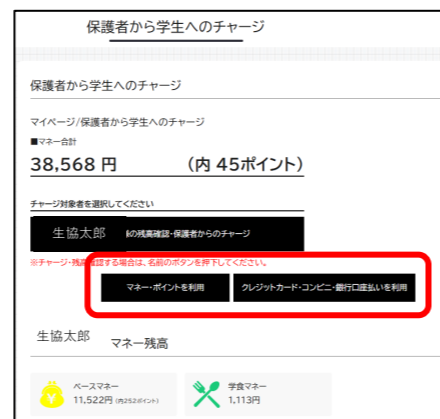 保護者から学生へのチャージ
保護者から学生へのチャージ
マイページ/保護者から学生へのチャージ
■マネー合計
38,568 円 (内 45ポイント)
チャージ対象者を選択してください
生協太郎 の残高確認・保護者からのチャージ
※チャージ・残高確認する場合は、名前のボタンを押下してください。
マネー・ポイントを利用 クレジットカード・コンビニ・銀行口座払いを利用
生協太郎 マネー残高
ベースマネー 学食マネー
11,522円 (内252ポイント) 1,113円